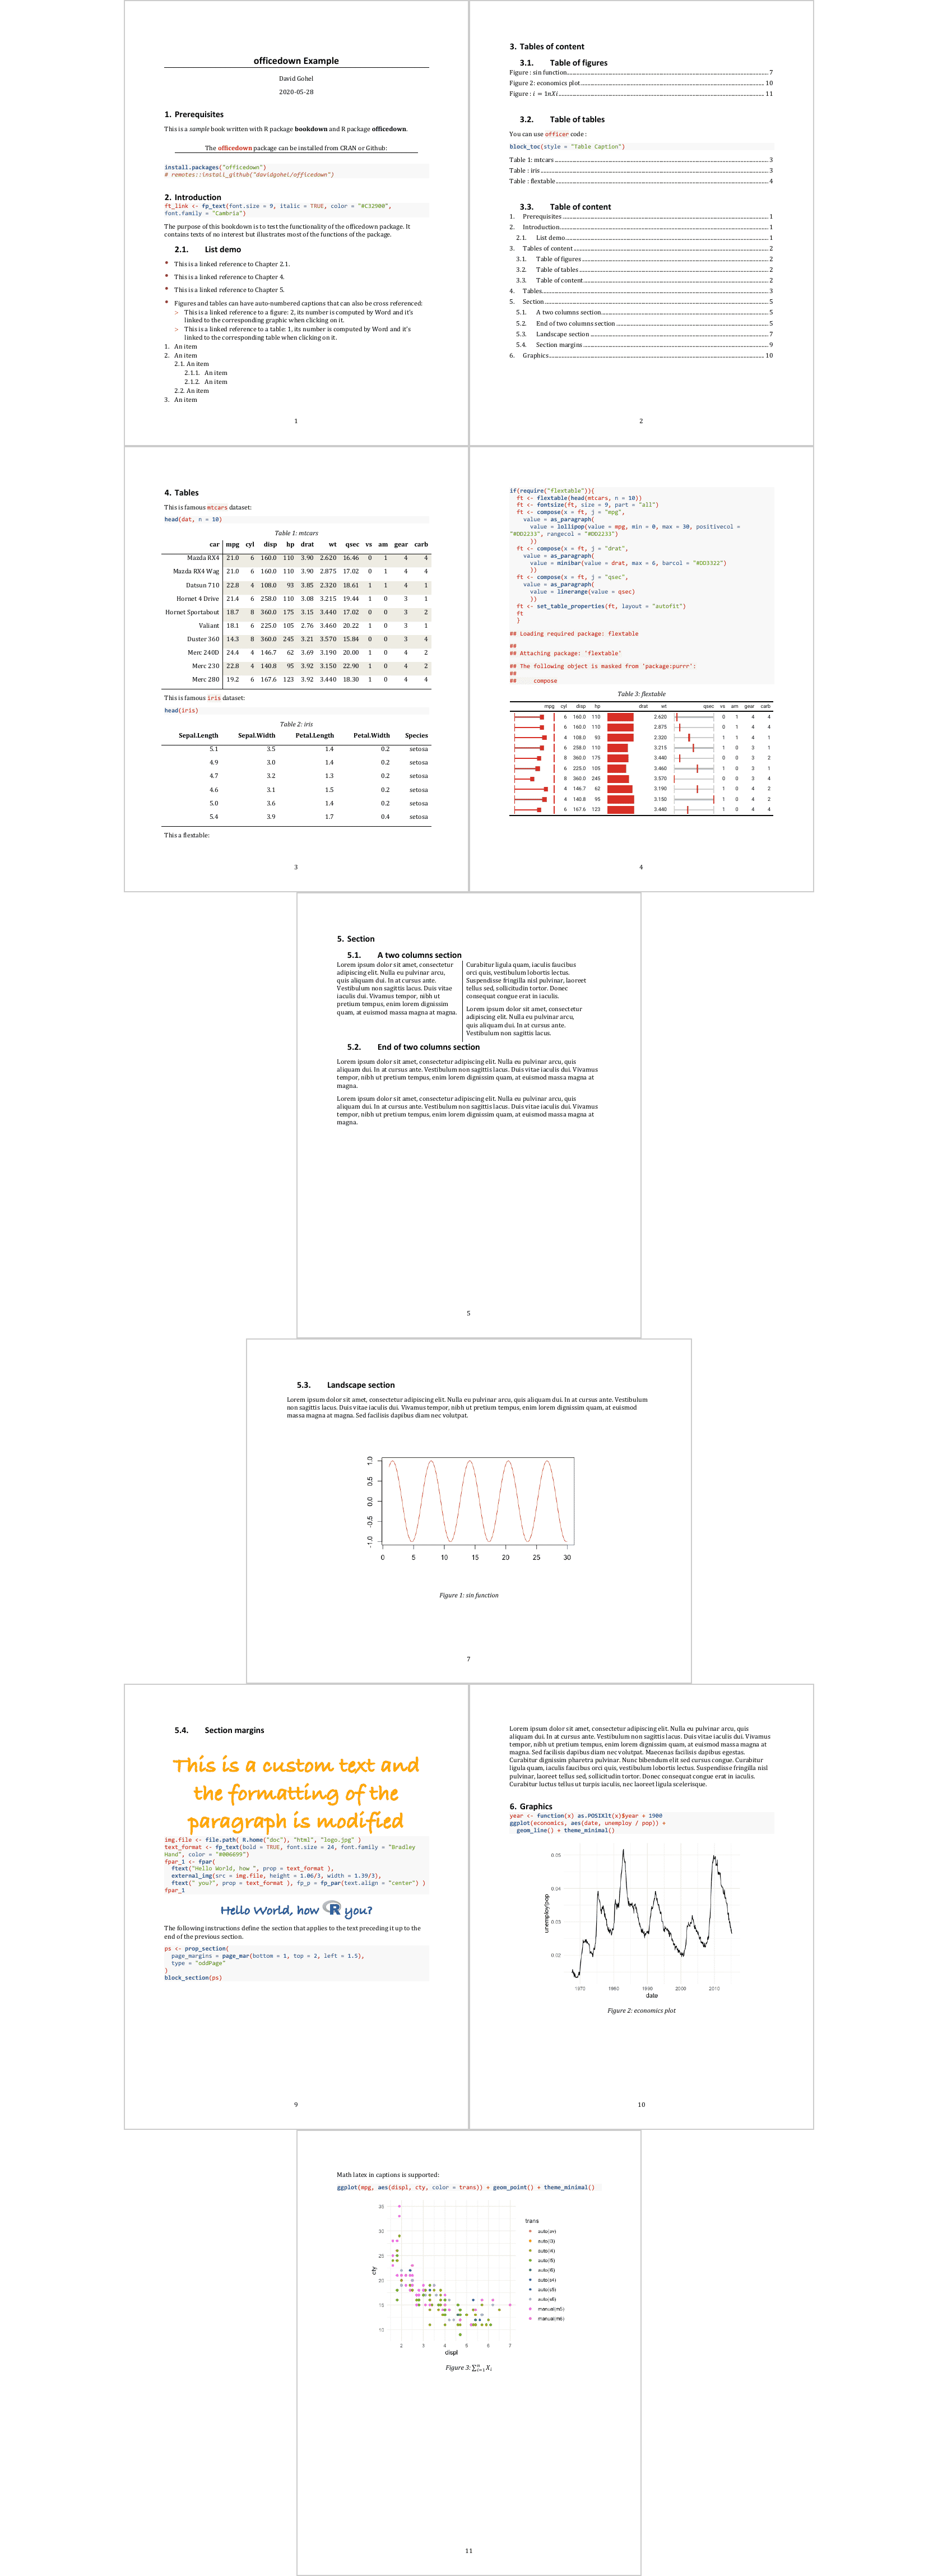 officedown Example
David Gohel
2020-05-28
1. Prerequisites
This is a sample book written with R package bookdown and R package officedown.
The officedown package can be installed from CRAN or Github:
install.packages("officedown")
# remotes::install_github("davidgohel/officedown")
2. Introduction
ft_link <- fp_text(font.size = 9, italic = TRUE, color = "#C32900",
font.family = "Cambria")
The purpose of this bookdown is to test the functionality of the officedown package. It
contains texts of no interest but illustrates most of the functions of the package.
2.1. List demo
• This is a linked reference to Chapter 2.1.
• This is a linked reference to Chapter 4.
• This is a linked reference to Chapter 5.
• Figures and tables can have auto-numbered captions that can also be cross referenced:
> This is a linked reference to a figure: 2, its number is computed by Word and it's
linked to the corresponding graphic when clicking on it.
> This is a linked reference to a table: 1, its number is computed by Word and it's
linked to the corresponding table when clicking on it.
1. An item
2. An item
2.1. An item
2.1.1. An item
2.1.2. An item
2.2. An item
3. An item
1
3. Tables of content
3.1. Table of figures
Figure : sin function 7
Figure 2: economics plot 10
Figure : i = 1nXi 11
3.2. Table of tables
You can use officer code :
block_toc(style = "Table Caption")
Table 1: mtcars 3
Table : iris 3
Table : flextable 4
3.3. Table of content
1. Prerequisites 1
2. Introduction 1
2.1. List demo 1
3. Tables of content 2
3.1. Table of figures 2
3.2. Table of tables 2
3.3. Table of content 2
4. Tables 3
5. Section 5
5.1. A two columns section 5
5.2. End of two columns section 5
5.3. Landscape section 7
5.4. Section margins 9
6. Graphics 10
2
4. Tables
This is famous mtcars dataset:
head(dat, n = 10)
Table 1: mtcars
car mpg cyl disp hp drat wt qsec vs am gear carb
Mazda RX4 21.0 6 160.0 110 3.90 2.620 16.46 0 1 4 4
Mazda RX4 Wag 21.0 6 160.0 110 3.90 2.875 17.02 0 1 4 4
Datsun 710 22.8 4 108.0 93 3.85 2.320 18.61 1 1 4 1
Hornet 4 Drive 21.4 6 258.0 110 3.08 3.215 19.44 1 0 3 1
Hornet Sportabout 18.7 8 360.0 175 3.15 3.440 17.02 0 0 3 2
Valiant 18.1 6 225.0 105 2.76 3.460 20.22 1 0 3 1
Duster 360 14.3 8 360.0 245 3.21 3.570 15.84 0 0 3 4
Merc 240D 24.4 4 146.7 62 3.69 3.190 20.00 1 0 4 2
Merc 230 22.8 4 140.8 95 3.92 3.150 22.90 1 0 4 2
Merc 280 19.2 6 167.6 123 3.92 3.440 18.30 1 0 4 4
This is famous iris dataset:
head(iris)
Table 2: iris
Sepal.Length Sepal.Width Petal.Length Petal.Width Species
5.1 3.5 1.4 0.2 setosa
4.9 3.0 1.4 0.2 setosa
4.7 3.2 1.3 0.2 setosa
4.6 3.1 1.5 0.2 setosa
5.0 3.6 1.4 0.2 setosa
5.4 3.9 1.7 0.4 setosa
This a flextable:
3
if(require("flextable")){
ft <- flextable(head(mtcars, n = 10))
ft <- fontsize(ft, size = 9, part = "all")
ft <- compose(x = ft, j = "mpg",
value = as_paragraph(
value = lollipop(value = mpg, min = 0, max = 30, positivecol =
"#DD2233", rangecol = "#DD2233")
))
ft <- compose(x = ft, j = "drat",
value = as_paragraph(
value = minibar(value = drat, max = 6, barcol = "#DD3322")
))
ft <- compose(x = ft, j = "qsec",
value = as_paragraph(
value = linerange(value = qsec)
))
ft <- set_table_properties(ft, layout = "autofit")
ft
}
## Loading required package: flextable
##
## Attaching package: 'flextable'
## The following object is masked from 'package:purrr':
##
## compose
Table 3: flextable
mpg cyl disp hp drat wt qsec vs am gear carb
6 160.0 110 2.620 0 1 4 4
6 160.0 110 2.875 0 1 4 4
4 108.0 93 2.320 1 1 4 1
6 258.0 110 3.215 1 0 3 1
8 360.0 175 3.440 0 0 3 2
6 225.0 105 3.460 1 0 3 1
8 360.0 245 3.570 0 0 3 4
4 146.7 62 3.190 1 0 4 2
4 140.8 95 3.150 1 0 4 2
6 167.6 123 3.440 1 0 4 4
4
5. Section
5.1. A two columns section
Lorem ipsum dolor sit amet, consectetur
adipiscing elit. Nulla eu pulvinar arcu,
quis aliquam dui. In at cursus ante.
Vestibulum non sagittis lacus. Duis vitae
iaculis dui. Vivamus tempor, nibh ut
pretium tempus, enim lorem dignissim
quam, at euismod massa magna at magna.
Curabitur ligula quam, iaculis faucibus
orci quis, vestibulum lobortis lectus.
Suspendisse fringilla nisl pulvinar, laoreet
tellus sed, sollicitudin tortor. Donec
consequat congue erat in iaculis.
Lorem ipsum dolor sit amet, consectetur
adipiscing elit. Nulla eu pulvinar arcu,
quis aliquam dui. In at cursus ante.
Vestibulum non sagittis lacus.
5.2. End of two columns section
Lorem ipsum dolor sit amet, consectetur adipiscing elit. Nulla eu pulvinar arcu, quis
aliquam dui. In at cursus ante. Vestibulum non sagittis lacus. Duis vitae iaculis dui. Vivamus
tempor, nibh ut pretium tempus, enim lorem dignissim quam, at euismod massa magna at
magna.
Lorem ipsum dolor sit amet, consectetur adipiscing elit. Nulla eu pulvinar arcu, quis
aliquam dui. In at cursus ante. Vestibulum non sagittis lacus. Duis vitae iaculis dui. Vivamus
tempor, nibh ut pretium tempus, enim lorem dignissim quam, at euismod massa magna at
magna.
5
5.3. Landscape section
Lorem ipsum dolor sit amet, consectetur adipiscing elit. Nulla eu pulvinar arcu, quis aliquam dui. In at cursus ante. Vestibulum
non sagittis lacus. Duis vitae iaculis dui. Vivamus tempor, nibh ut pretium tempus, enim lorem dignissim quam, at euismod
massa magna at magna. Sed facilisis dapibus diam nec volutpat.
1.0
0.5
0.0
-0.5
-1.0
0 5 10 15 20 25 30
Figure 1: sin function
7
5.4. Section margins
This is a custom text and
the formatting of the
paragraph is modified
img.file <- file.path( R.home("doc"), "html", "logo.jpg" )
text_format <- fp_text(bold = TRUE, font.size = 24, font.family = "Bradley
Hand", color = "#006699")
fpar_1 <- fpar(
ftext("Hello World, how ", prop = text_format ),
external_img(src = img.file, height = 1.06/3, width = 1.39/3),
ftext(" you?", prop = text_format ), fp_p = fp_par(text.align = "center") )
fpar_1
Hello World, how R you?
The following instructions define the section that applies to the text preceding it up to the
end of the previous section.
ps <- prop_section(
page_margins = page_mar(bottom = 1, top = 2, left = 1.5),
type = "oddPage"
)
block_section(ps)
9
Lorem ipsum dolor sit amet, consectetur adipiscing elit. Nulla eu pulvinar arcu, quis
aliquam dui. In at cursus ante. Vestibulum non sagittis lacus. Duis vitae iaculis dui. Vivamus
tempor, nibh ut pretium tempus, enim lorem dignissim quam, at euismod massa magna at
magna. Sed facilisis dapibus diam nec volutpat. Maecenas facilisis dapibus egestas.
Curabitur dignissim pharetra pulvinar. Nunc bibendum elit sed cursus congue. Curabitur
ligula quam, iaculis faucibus orci quis, vestibulum lobortis lectus. Suspendisse fringilla nisl
pulvinar, laoreet tellus sed, sollicitudin tortor. Donec consequat congue erat in iaculis.
Curabitur luctus tellus ut turpis iaculis, nec laoreet ligula scelerisque.
6. Graphics
year <- function(x) as.POSIXlt(x)$year + 1900
ggplot(economics, aes(date, unemploy / pop)) +
geom_line() + theme_minimal()
0.05
0.04
0.03
0.02
unemploy/pop
1970 1980 1990 2000 2010
date
Figure 2: economics plot
10
Math latex in captions is supported:
ggplot(mpg, aes(displ, cty, color = trans)) + geom_point() + theme_minimal()
35
30
25
20
15
10
cty
2 3 4 5 6 7
displ
trans
auto(av)
auto(l3)
auto(l4)
auto(l5)
auto(l6)
auto(s4)
auto(s5)
auto(s6)
manual(m5)
manual(m6)
Figure 3: ∑ⁿᵢ₌₁ Xᵢ
11